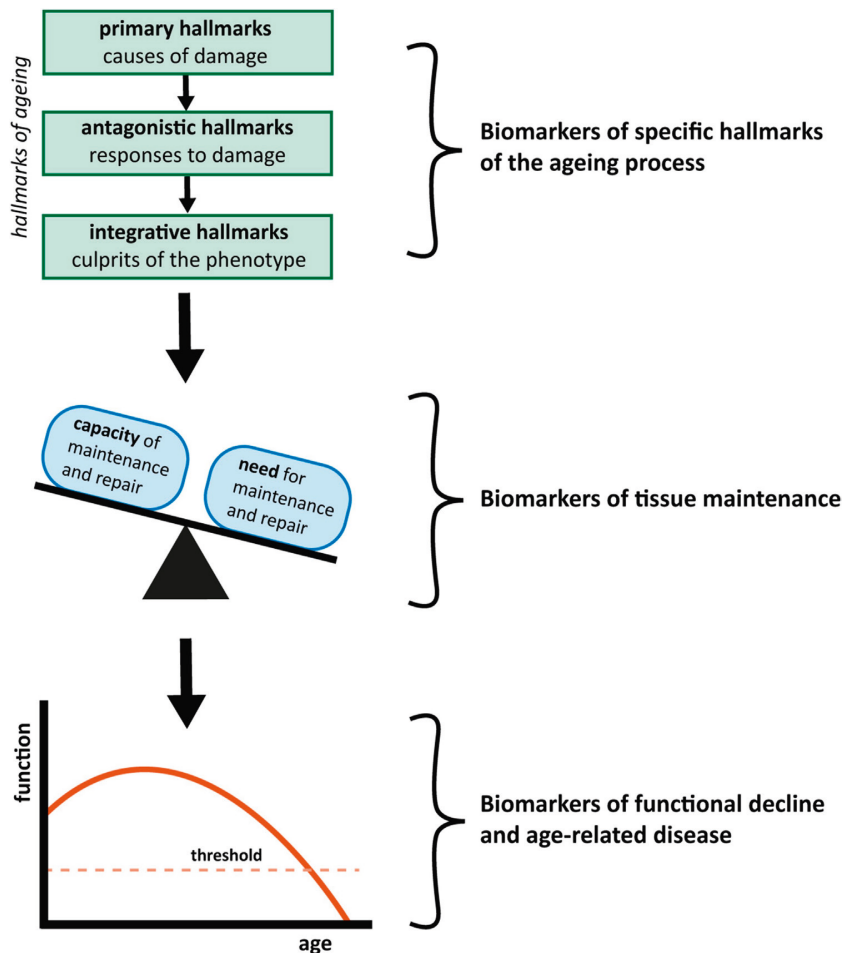 hallmarks of ageing
primary hallmarks
causes of damage
antagonistic hallmarks
responses to damage
integrative hallmarks
culprits of the phenotype
Biomarkers of specific hallmarks
of the ageing process
capacity of
maintenance
and repair
need for
maintenance
and repair
Biomarkers of tissue maintenance
function
threshold
age
Biomarkers of functional decline
and age-related disease